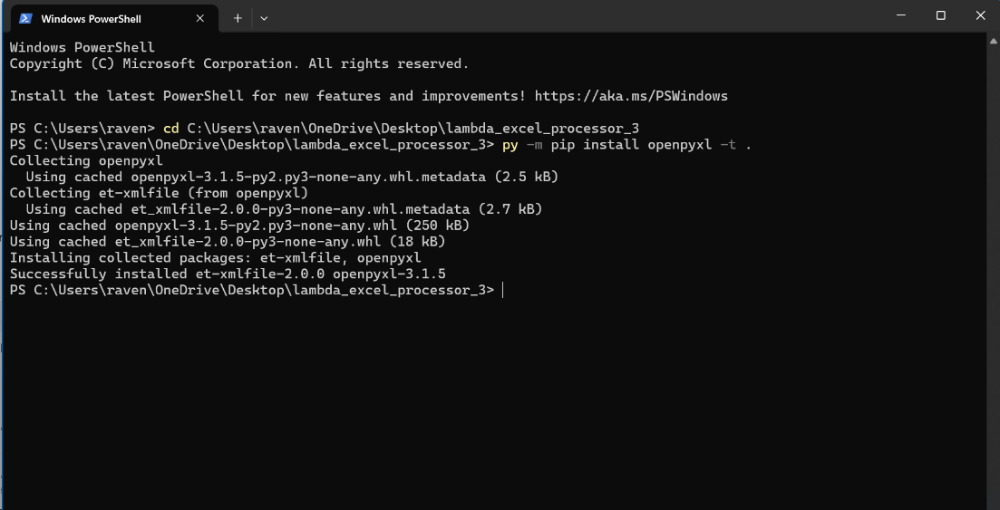 Windows PowerShell
Windows PowerShell
Copyright (C) Microsoft Corporation. All rights reserved.
Install the latest PowerShell for new features and improvements! https://aka.ms/PSWindows
PS C:\Users\raven> cd C:\Users\raven\OneDrive\Desktop\lambda_excel_processor_3
PS C:\Users\raven\OneDrive\Desktop\lambda_excel_processor_3> py -m pip install openpyxl -t .
Collecting openpyxl
  Using cached openpyxl-3.1.5-py2.py3-none-any.whl.metadata (2.5 kB)
Collecting et-xmlfile (from openpyxl)
  Using cached et_xmlfile-2.0.0-py3-none-any.whl.metadata (2.7 kB)
Using cached openpyxl-3.1.5-py2.py3-none-any.whl (250 kB)
Using cached et_xmlfile-2.0.0-py3-none-any.whl (18 kB)
Installing collected packages: et-xmlfile, openpyxl
Successfully installed et-xmlfile-2.0.0 openpyxl-3.1.5
PS C:\Users\raven\OneDrive\Desktop\lambda_excel_processor_3>